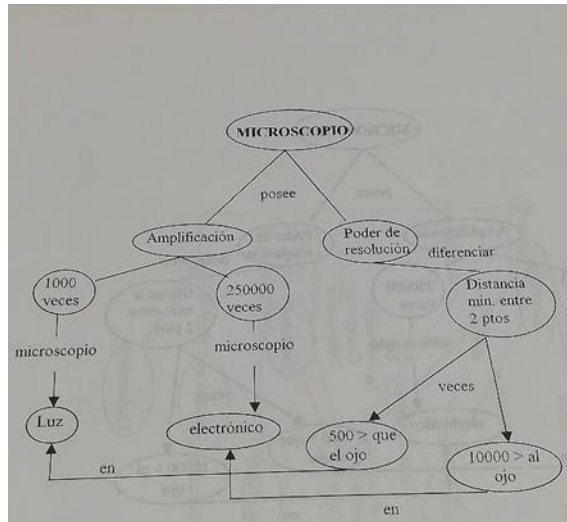 MICROSCOPIO
posee
Amplificación
Poder de
resolución
diferenciar
1000
veces
250000
veces
Distancia
min. entre
2 ptos
microscopio
microscopio
veces
Luz
electrónico
500 > que
el ojo
10000 > al
ojo
en
en